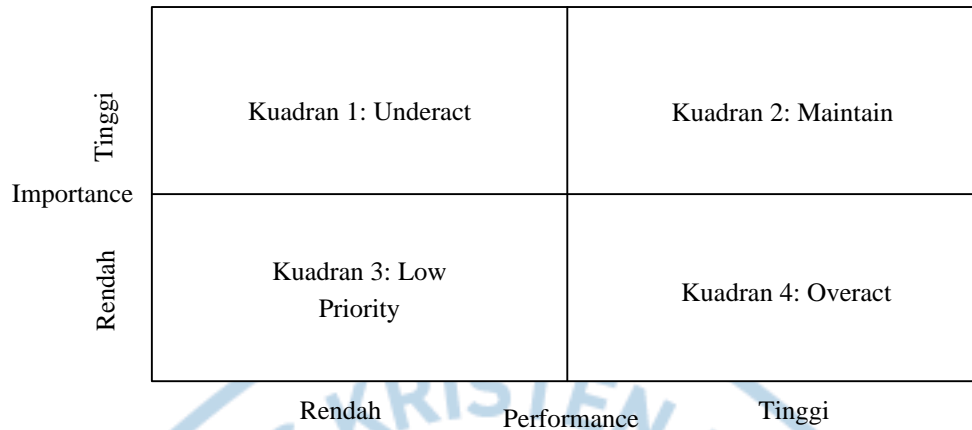 Tinggi
Kuadran 1: Underact
Kuadran 2: Maintain
Importance
Rendah
Kuadran 3: Low
Priority
Kuadran 4: Overact
Rendah
Performance
Tinggi
KRISTEN